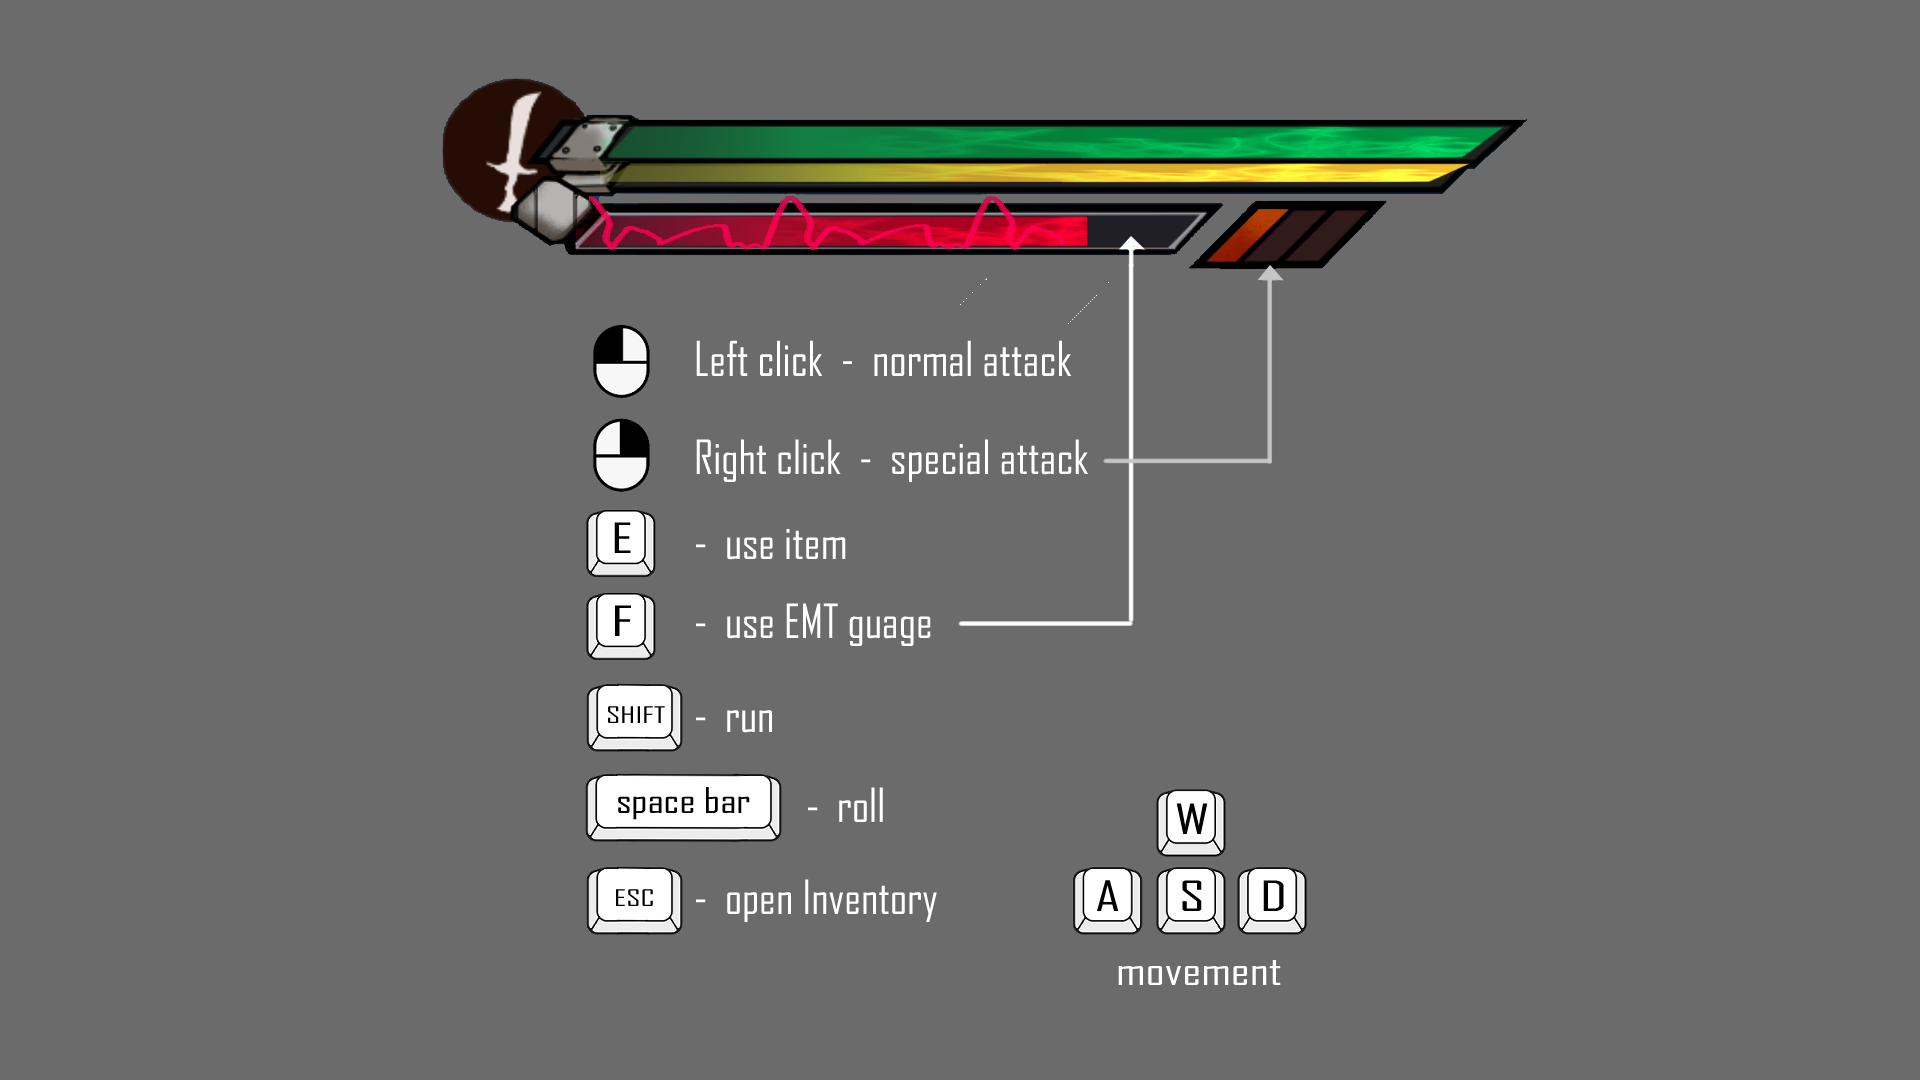 Left click - normal attack
Right click - special attack
E - use item
F - use EMT guage
SHIFT - run
space bar - roll
ESC - open Inventory
W
A S D
movement